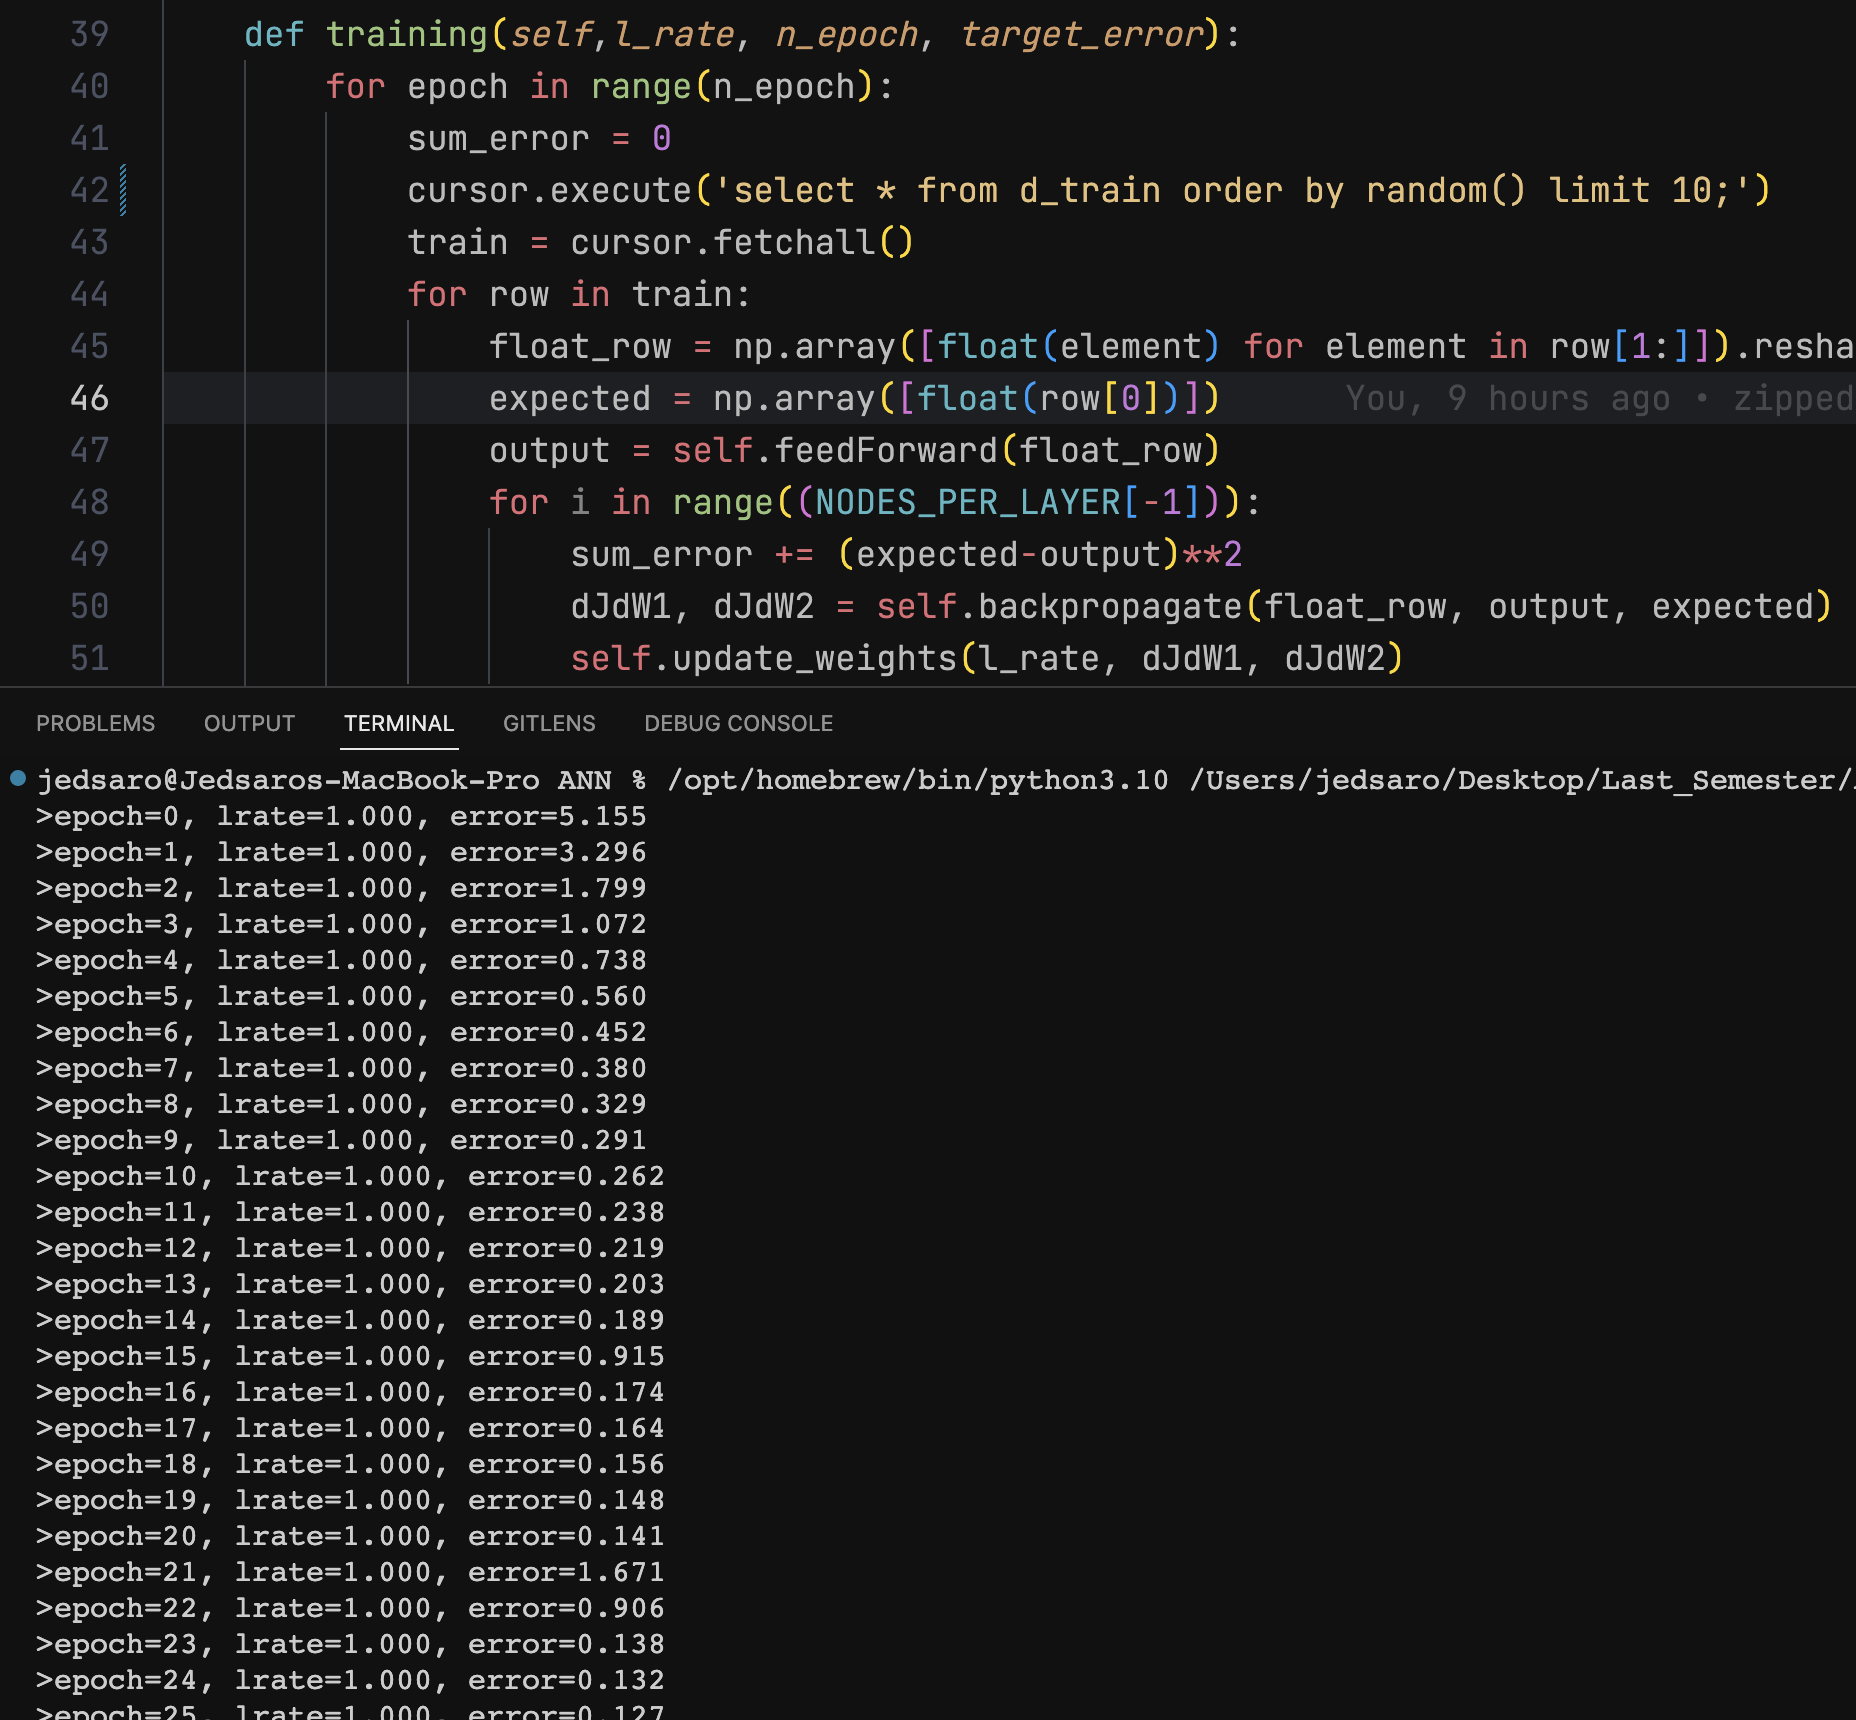 39 def training(self,l_rate, n_epoch, target_error):
40 for epoch in range(n_epoch):
41 sum_error = 0
42 cursor.execute('select * from d_train order by random() limit 10;')
43 train = cursor.fetchall()
44 for row in train:
45 float_row = np.array([float(element) for element in row[1:]]).resha
46 expected = np.array([float(row[0])]) You, 9 hours ago • zipped
47 output = self.feedForward(float_row)
48 for i in range((NODES_PER_LAYER[-1])):
49 sum_error += (expected-output)**2
50 dJdW1, dJdW2 = self.backpropagate(float_row, output, expected)
51 self.update_weights(l_rate, dJdW1, dJdW2)
PROBLEMS OUTPUT TERMINAL GITLENS DEBUG CONSOLE
jedsaro@Jedsaros-MacBook-Pro ANN % /opt/homebrew/bin/python3.10 /Users/jedsaro/Desktop/Last_Semester/
>epoch=0, lrate=1.000, error=5.155
>epoch=1, lrate=1.000, error=3.296
>epoch=2, lrate=1.000, error=1.799
>epoch=3, lrate=1.000, error=1.072
>epoch=4, lrate=1.000, error=0.738
>epoch=5, lrate=1.000, error=0.560
>epoch=6, lrate=1.000, error=0.452
>epoch=7, lrate=1.000, error=0.380
>epoch=8, lrate=1.000, error=0.329
>epoch=9, lrate=1.000, error=0.291
>epoch=10, lrate=1.000, error=0.262
>epoch=11, lrate=1.000, error=0.238
>epoch=12, lrate=1.000, error=0.219
>epoch=13, lrate=1.000, error=0.203
>epoch=14, lrate=1.000, error=0.189
>epoch=15, lrate=1.000, error=0.915
>epoch=16, lrate=1.000, error=0.174
>epoch=17, lrate=1.000, error=0.164
>epoch=18, lrate=1.000, error=0.156
>epoch=19, lrate=1.000, error=0.148
>epoch=20, lrate=1.000, error=0.141
>epoch=21, lrate=1.000, error=1.671
>epoch=22, lrate=1.000, error=0.906
>epoch=23, lrate=1.000, error=0.138
>epoch=24, lrate=1.000, error=0.132
>epoch=25, lrate=1.000, error=0.127